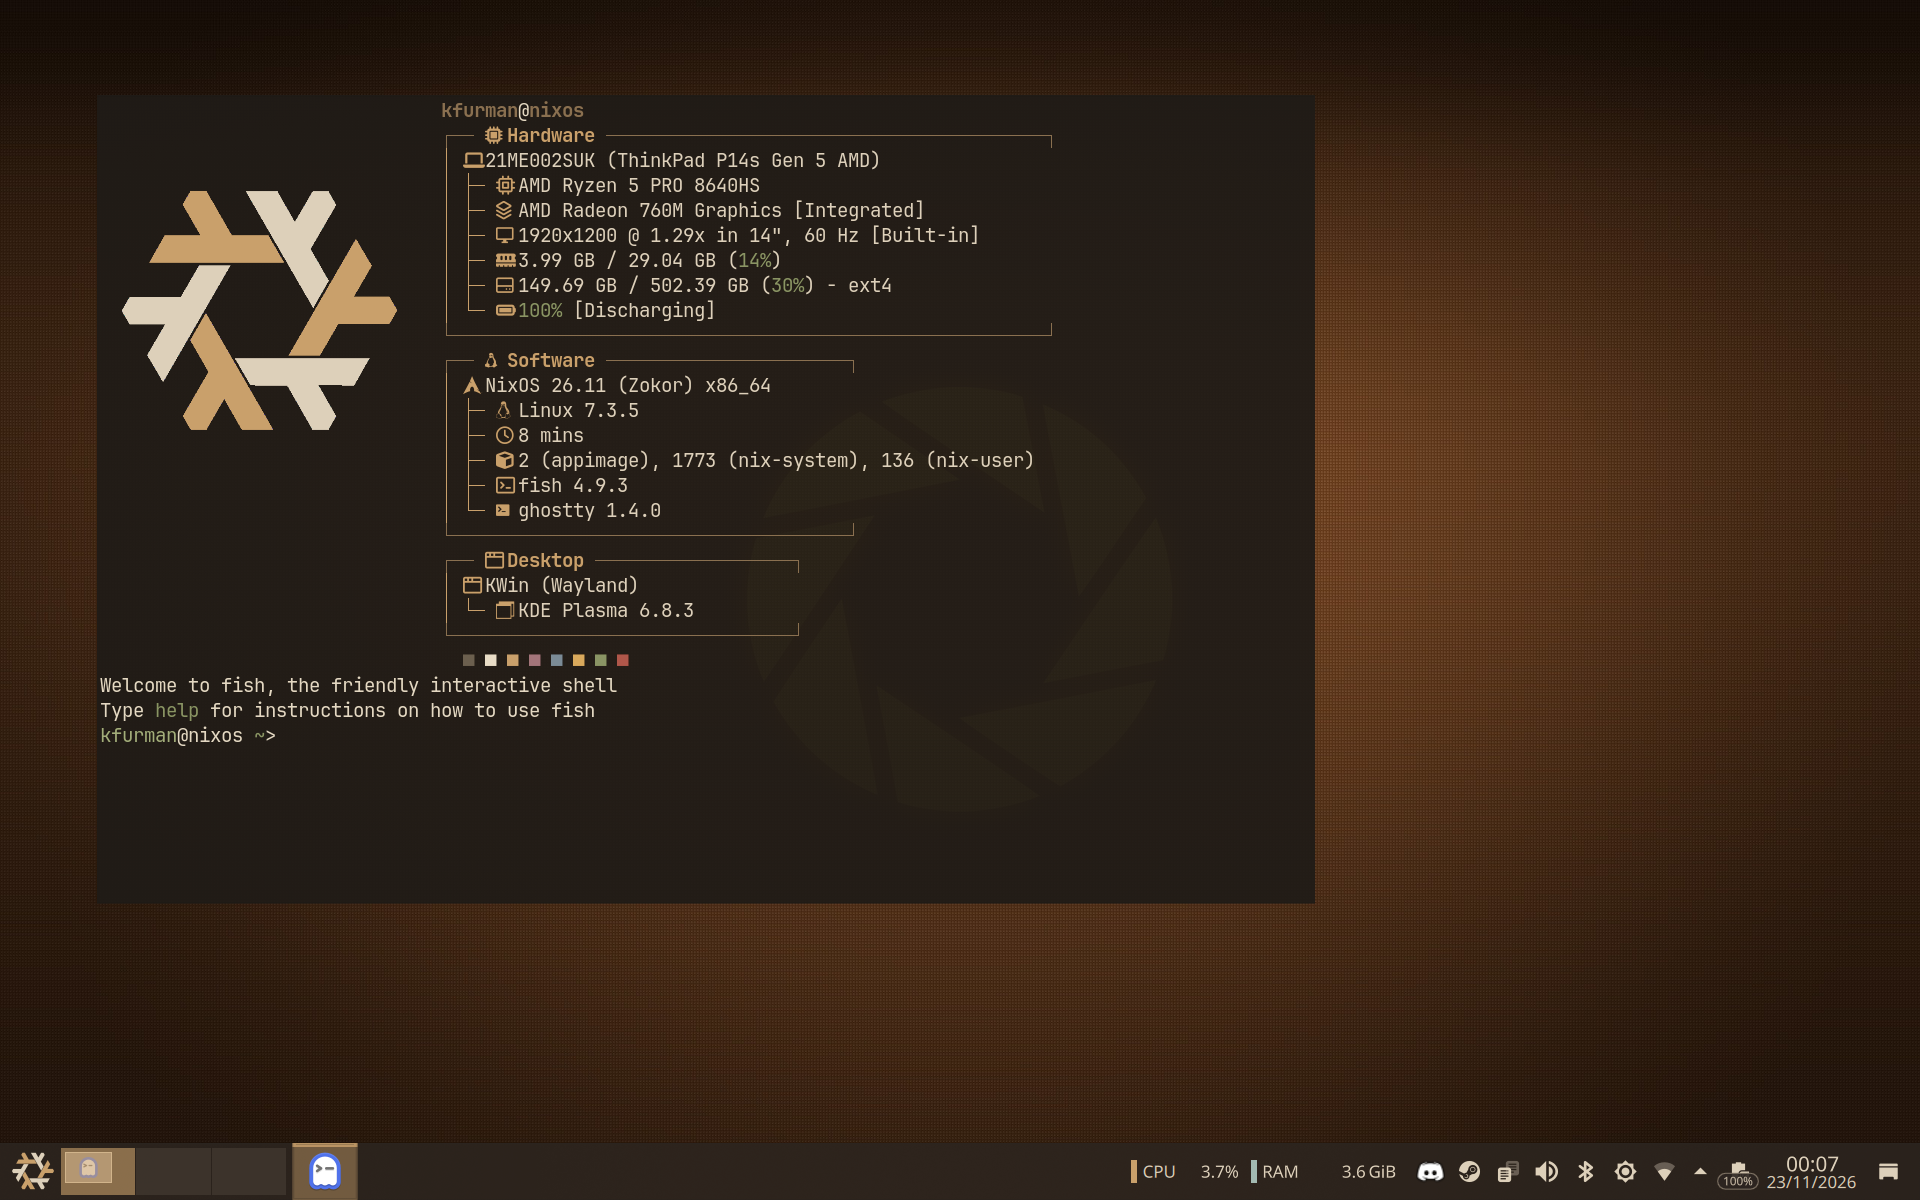 kfurman@nixos
Hardware
21ME002SUK (ThinkPad P14s Gen 5 AMD)
AMD Ryzen 5 PRO 8640HS
AMD Radeon 760M Graphics [Integrated]
1920x1200 @ 1.29x in 14", 60 Hz [Built-in]
3.99 GB / 29.04 GB (14%)
149.69 GB / 502.39 GB (30%) - ext4
100% [Discharging]
Software
NixOS 26.11 (Zokor) x86_64
Linux 7.3.5
8 mins
2 (appimage), 1773 (nix-system), 136 (nix-user)
fish 4.9.3
ghostty 1.4.0
Desktop
KWin (Wayland)
KDE Plasma 6.8.3
Welcome to fish, the friendly interactive shell
Type help for instructions on how to use fish
kfurman@nixos ~>
CPU 3.7% RAM 3.6 GiB 100% 00:07
23/11/2026